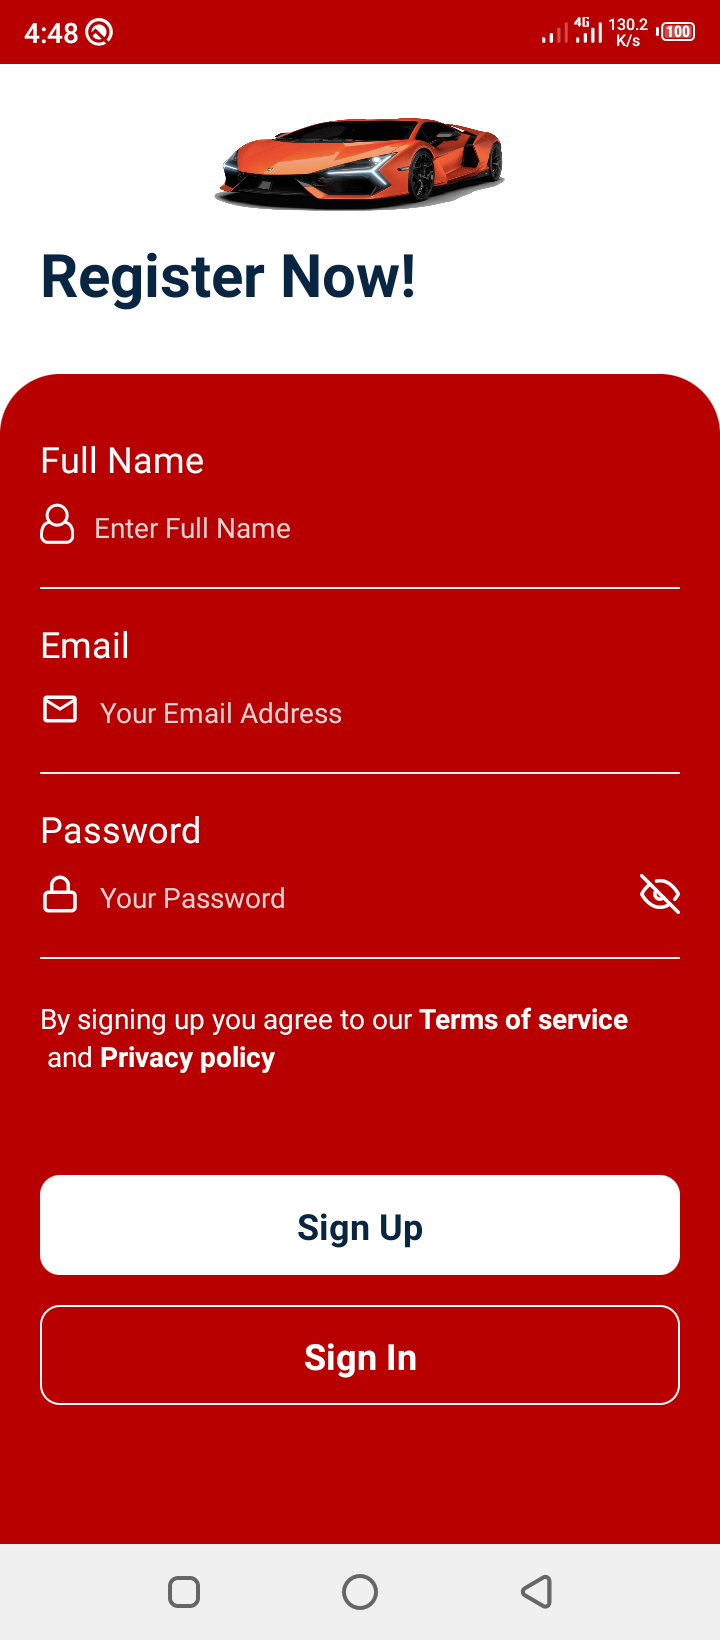 4:48
4G 130.2 K/s 100
Register Now!
Full Name
Enter Full Name
Email
Your Email Address
Password
Your Password
By signing up you agree to our Terms of service
and Privacy policy
Sign Up
Sign In